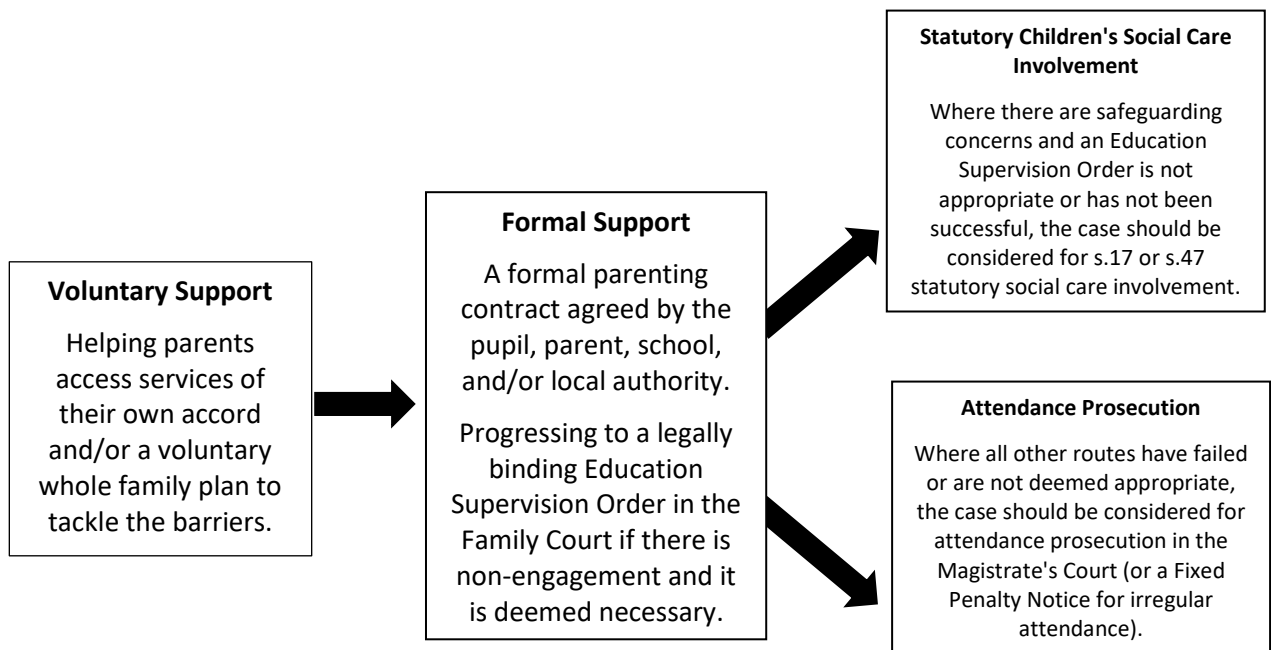 Voluntary Support
Helping parents
access services of
their own accord
and/or a voluntary
whole family plan to
tackle the barriers.
Formal Support
A formal parenting
contract agreed by the
pupil, parent, school,
and/or local authority.
Progressing to a legally
binding Education
Supervision Order in the
Family Court if there is
non-engagement and it
is deemed necessary.
Statutory Children's Social Care
Involvement
Where there are safeguarding
concerns and an Education
Supervision Order is not
appropriate or has not been
successful, the case should be
considered for s.17 or s.47
statutory social care involvement.
Attendance Prosecution
Where all other routes have failed
or are not deemed appropriate,
the case should be considered for
attendance prosecution in the
Magistrate's Court (or a Fixed
Penalty Notice for irregular
attendance).